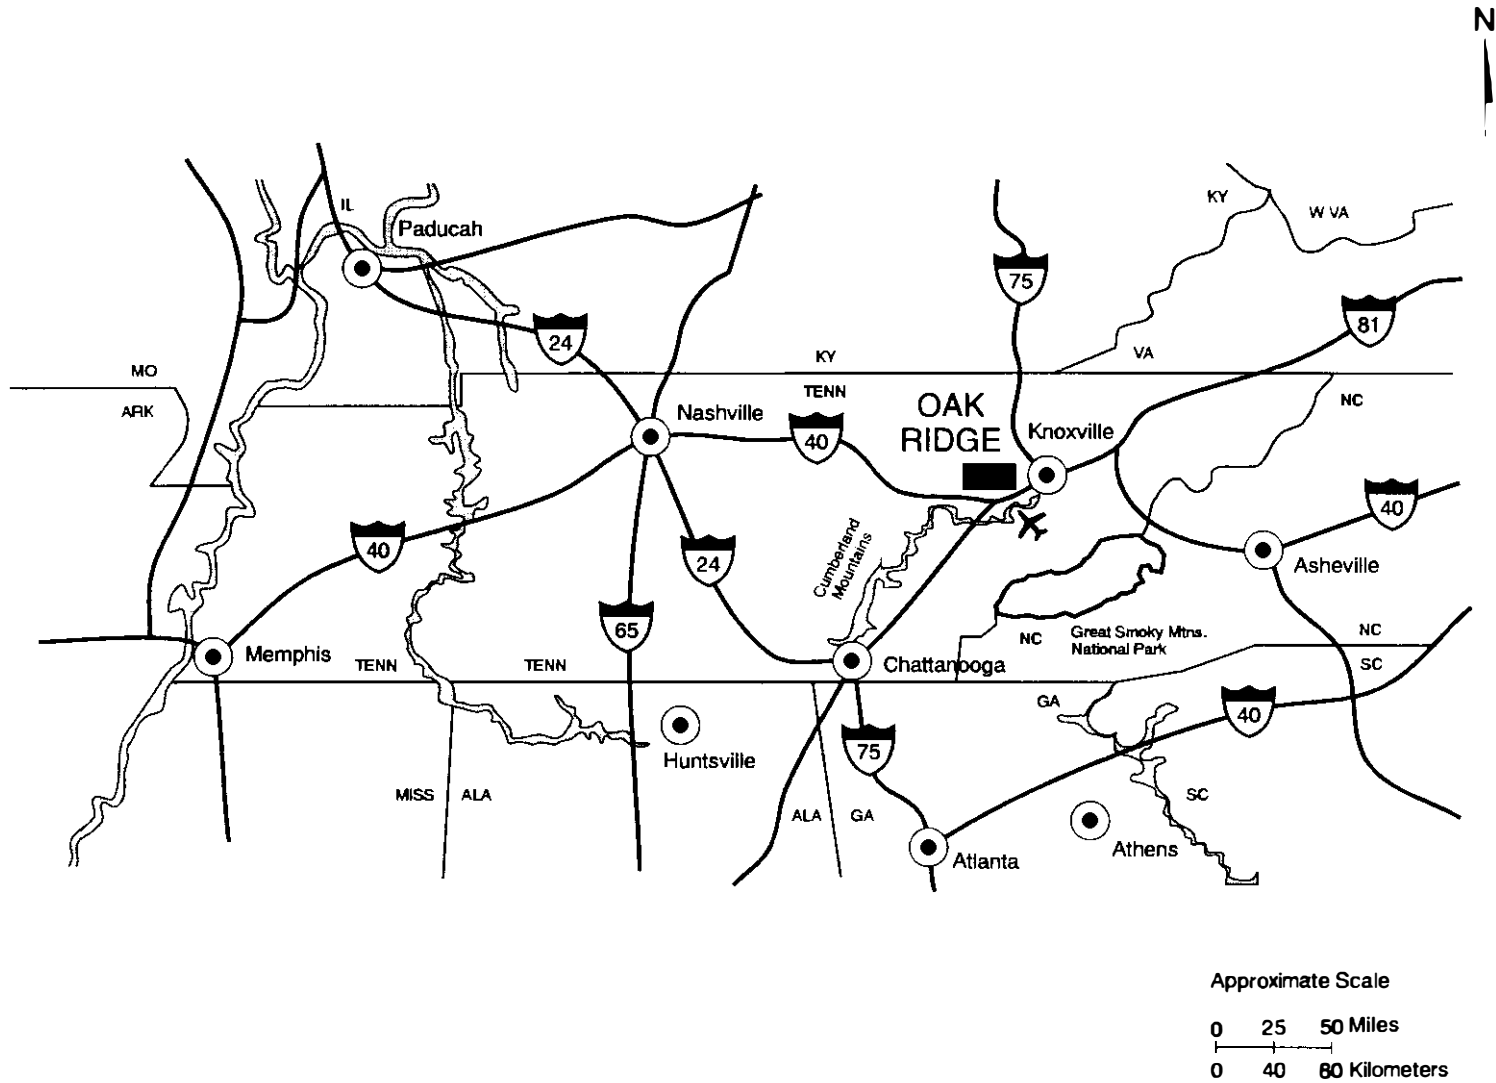 N
IL
Paducah
KY
W VA
75
81
24
MO
KY
VA
ARK
TENN
NC
Nashville
OAK
RIDGE
Knoxville
40
40
40
Cumberland
Mountains
24
Asheville
65
Memphis
TENN
TENN
Chattanooga
NC
Great Smoky Mtns.
National Park
NC
SC
GA
40
75
Huntsville
MISS
ALA
ALA
GA
SC
Atlanta
Athens
Approximate Scale
0 25 50 Miles
0 40 80 Kilometers